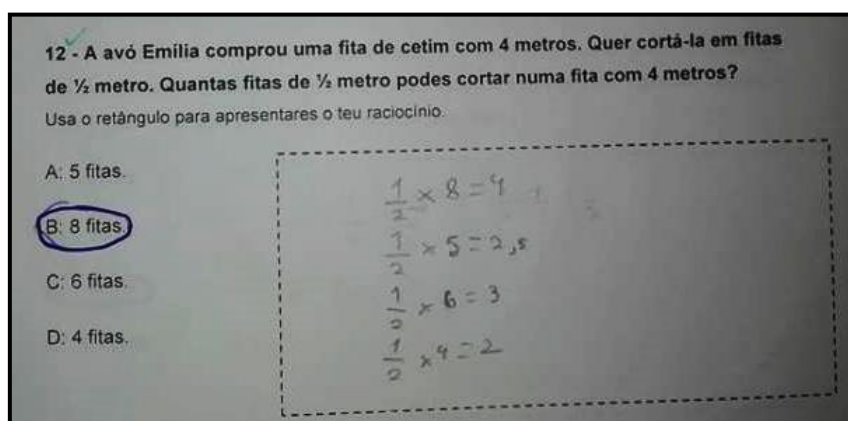 12 - A avó Emília comprou uma fita de cetim com 4 metros. Quer cortá-la em fitas
de ½ metro. Quantas fitas de ½ metro podes cortar numa fita com 4 metros?
Usa o retângulo para apresentares o teu raciocínio.
A: 5 fitas.
B: 8 fitas.
C: 6 fitas.
D: 4 fitas.
1/2 × 8 = 4
1/2 × 5 = 2,5
1/2 × 6 = 3
1/2 × 4 = 2